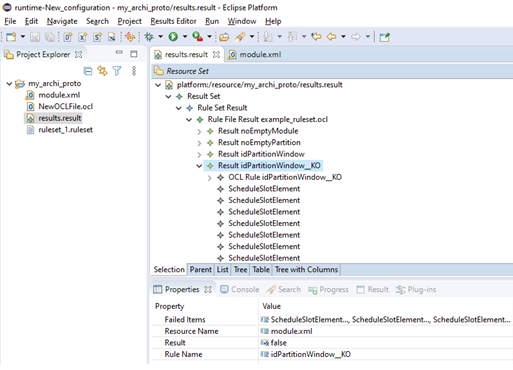 runtime-New_configuration - my_archi_proto/results.result - Eclipse Platform
File Edit Navigate Search Project Results Editor Run Window Help
Project Explorer
my_archi_proto
module.xml
NewOCLFile.ocl
results.result
ruleset_1.ruleset
results.result module.xml
Resource Set
platform:/resource/my_archi_proto/results.result
Result Set
Rule Set Result
Rule File Result example_ruleset.ocl
Result noEmptyModule
Result noEmptyPartition
Result idPartitionWindow
Result idPartitionWindow__KO
OCL Rule idPartitionWindow__KO
ScheduleSlotElement
ScheduleSlotElement
ScheduleSlotElement
ScheduleSlotElement
ScheduleSlotElement
ScheduleSlotElement
Selection Parent List Tree Table Tree with Columns
Properties Console Search Progress Result Plug-ins
Property Value
Failed Items ScheduleSlotElement..., ScheduleSlotElement..., ScheduleSlotElement...
Resource Name module.xml
Result false
Rule Name idPartitionWindow__KO